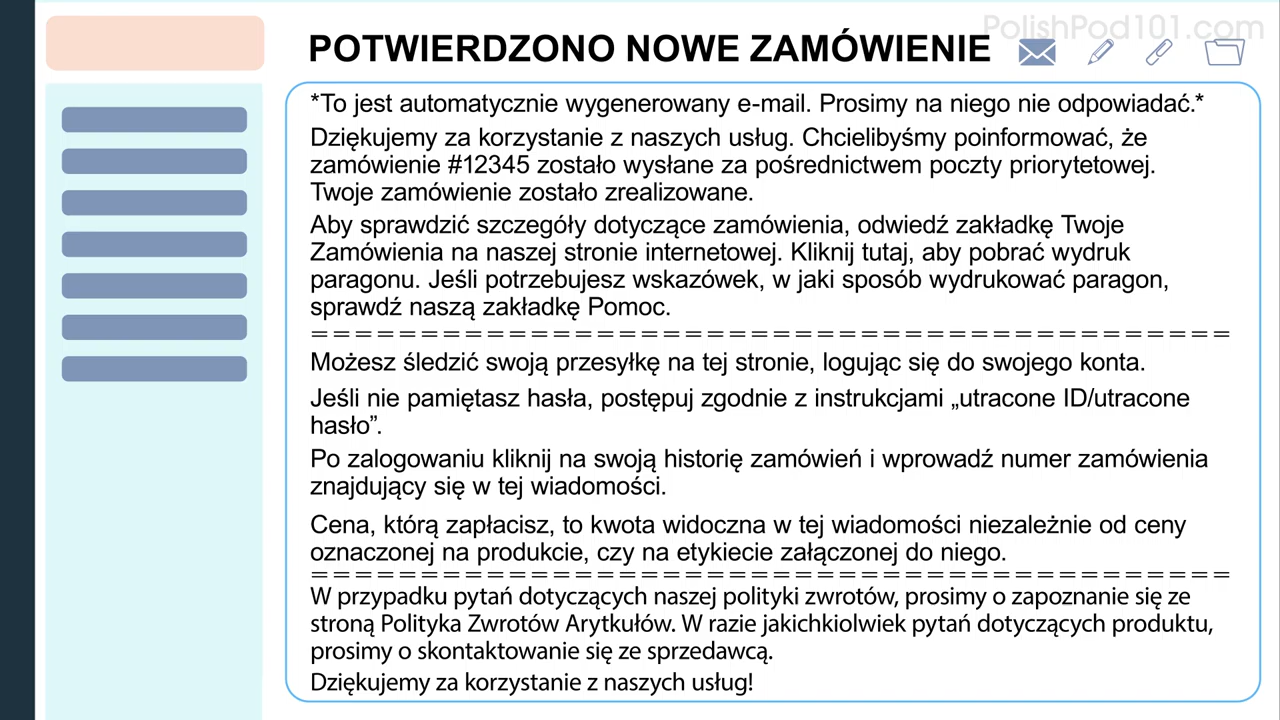 PolishPod101.com
POTWIERDZONO NOWE ZAMÓWIENIE
*To jest automatycznie wygenerowany e-mail. Prosimy na niego nie odpowiadać.*
Dziękujemy za korzystanie z naszych usług. Chcielibyśmy poinformować, że
zamówienie #12345 zostało wysłane za pośrednictwem poczty priorytetowej.
Twoje zamówienie zostało zrealizowane.
Aby sprawdzić szczegóły dotyczące zamówienia, odwiedź zakładkę Twoje
Zamówienia na naszej stronie internetowej. Kliknij tutaj, aby pobrać wydruk
paragonu. Jeśli potrzebujesz wskazówek, w jaki sposób wydrukować paragon,
sprawdź naszą zakładkę Pomoc.
==========================================
Możesz śledzić swoją przesyłkę na tej stronie, logując się do swojego konta.
Jeśli nie pamiętasz hasła, postępuj zgodnie z instrukcjami „utracone ID/utracone
hasło”.
Po zalogowaniu kliknij na swoją historię zamówień i wprowadź numer zamówienia
znajdujący się w tej wiadomości.
Cena, którą zapłacisz, to kwota widoczna w tej wiadomości niezależnie od ceny
oznaczonej na produkcie, czy na etykiecie załączonej do niego.
==========================================
W przypadku pytań dotyczących naszej polityki zwrotów, prosimy o zapoznanie się ze
stroną Polityka Zwrotów Arytkułów. W razie jakichkiolwiek pytań dotyczących produktu,
prosimy o skontaktowanie się ze sprzedawcą.
Dziękujemy za korzystanie z naszych usług!